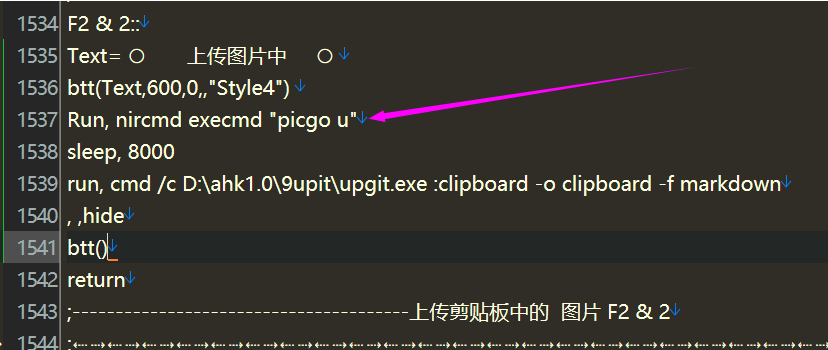 1534 F2 & 2::↓
1535 Text= 〇 上传图片中 〇↓
1536 btt(Text,600,0,,"Style4")↓
1537 Run, nircmd execmd "picgo u"↓
1538 sleep, 8000
1539 run, cmd /c D:\ahk1.0\9upit\upgit.exe :clipboard -o clipboard -f markdown↓
1540 , ,hide↓
1541 btt()↓
1542 return↓
1543 ;---------------------------------------上传剪贴板中的 图片 F2 & 2↓